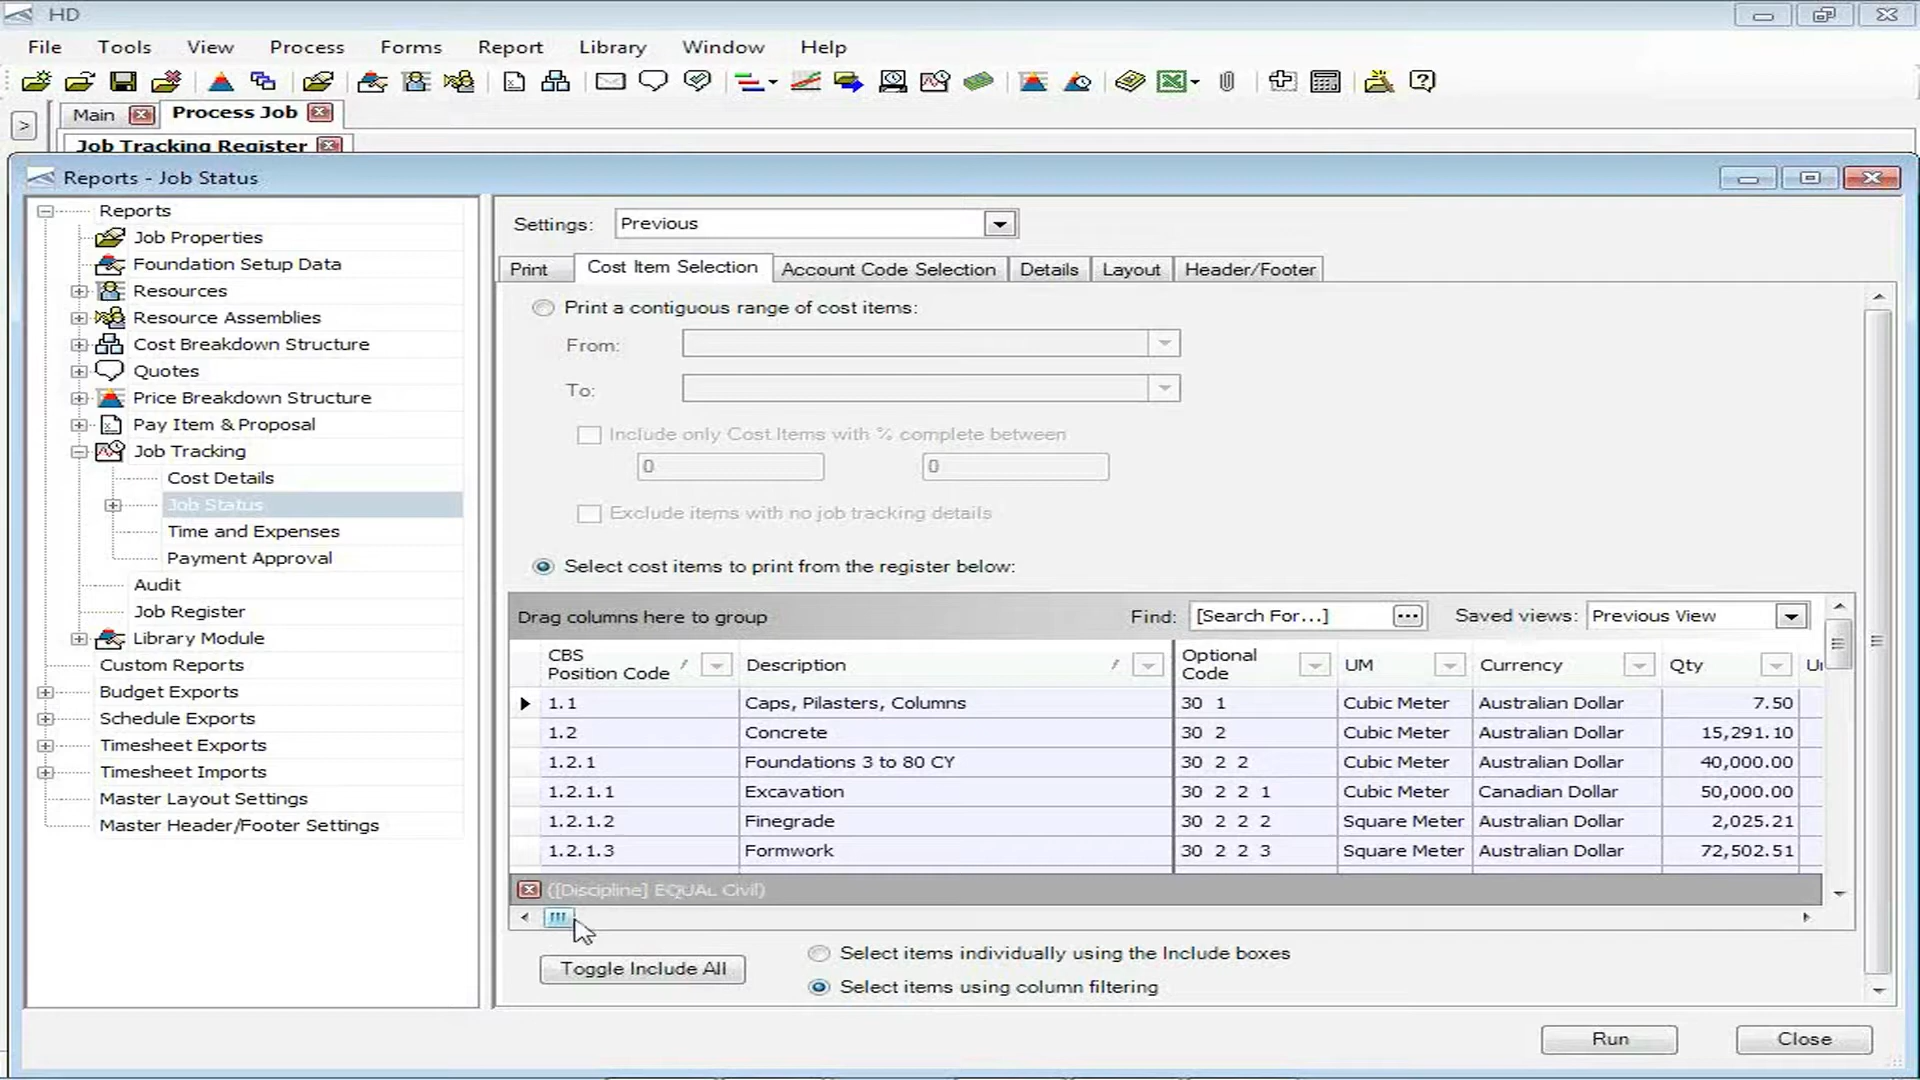 HD
File Tools View Process Forms Report Library Window Help
Main Process Job
Job Tracking Register
Reports - Job Status
Reports
Job Properties
Foundation Setup Data
Resources
Resource Assemblies
Cost Breakdown Structure
Quotes
Price Breakdown Structure
Pay Item & Proposal
Job Tracking
Cost Details
Job Status
Time and Expenses
Payment Approval
Audit
Job Register
Library Module
Custom Reports
Budget Exports
Schedule Exports
Timesheet Exports
Timesheet Imports
Master Layout Settings
Master Header/Footer Settings
Settings: Previous
Print Cost Item Selection Account Code Selection Details Layout Header/Footer
Print a contiguous range of cost items:
From:
To:
Include only Cost Items with % complete between
0 0
Exclude items with no job tracking details
Select cost items to print from the register below:
Drag columns here to group Find: [Search For...] Saved views: Previous View
CBS Position Code Description Optional Code UM Currency Qty
1.1 Caps, Pilasters, Columns 30 1 Cubic Meter Australian Dollar 7.50
1.2 Concrete 30 2 Cubic Meter Australian Dollar 15,291.10
1.2.1 Foundations 3 to 80 CY 30 2 2 Cubic Meter Australian Dollar 40,000.00
1.2.1.1 Excavation 30 2 2 1 Cubic Meter Canadian Dollar 50,000.00
1.2.1.2 Finegrade 30 2 2 2 Square Meter Australian Dollar 2,025.21
1.2.1.3 Formwork 30 2 2 3 Square Meter Australian Dollar 72,502.51
([Discipline] EQUAL Civil)
Toggle Include All
Select items individually using the Include boxes
Select items using column filtering
Run Close